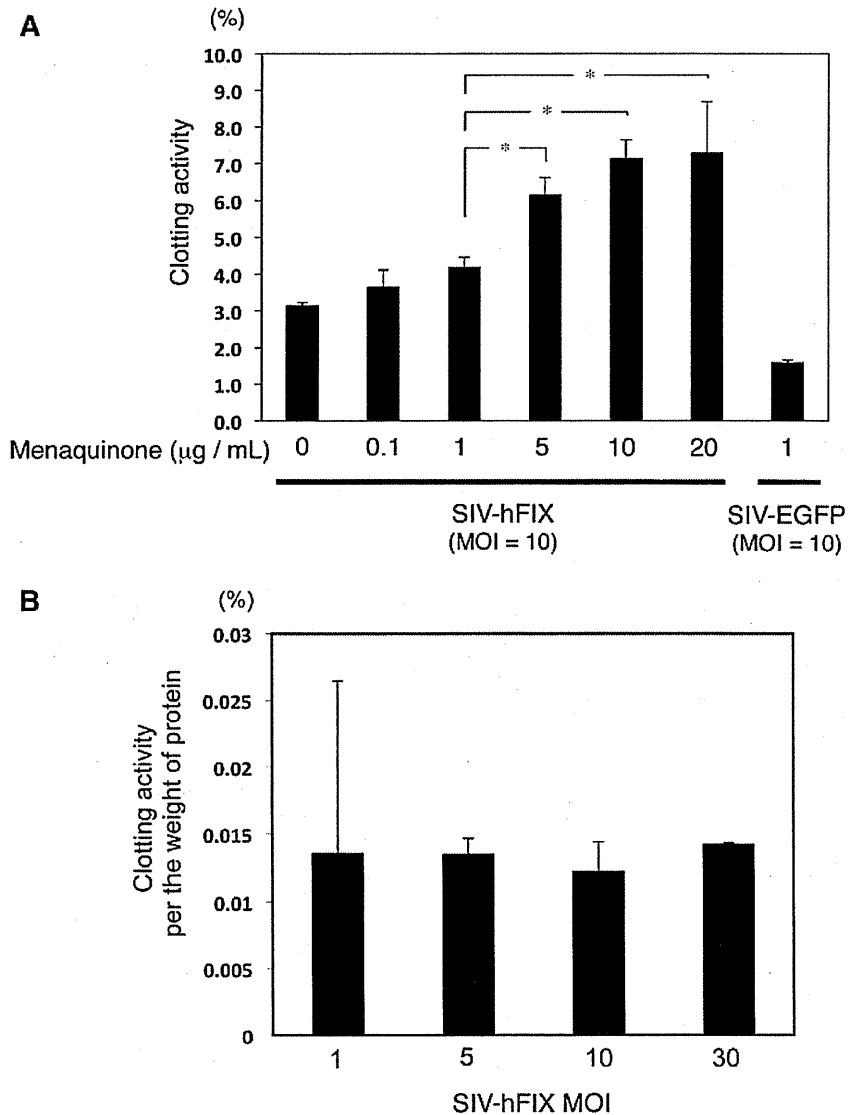 A
(%)
Clotting activity
10.0
9.0
8.0
7.0
6.0
5.0
4.0
3.0
2.0
1.0
0.0
*
*
*
Menaquinone (μg / mL) 0 0.1 1 5 10 20 1
SIV-hFIX
(MOI = 10)
SIV-EGFP
(MOI = 10)
B
(%)
Clotting activity
per the weight of protein
0.03
0.025
0.02
0.015
0.01
0.005
0
1 5 10 30
SIV-hFIX MOI